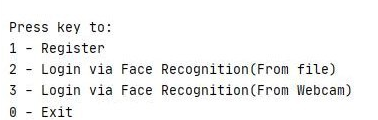 Press key to:
1 - Register
2 - Login via Face Recognition(From file)
3 - Login via Face Recognition(From Webcam)
0 - Exit